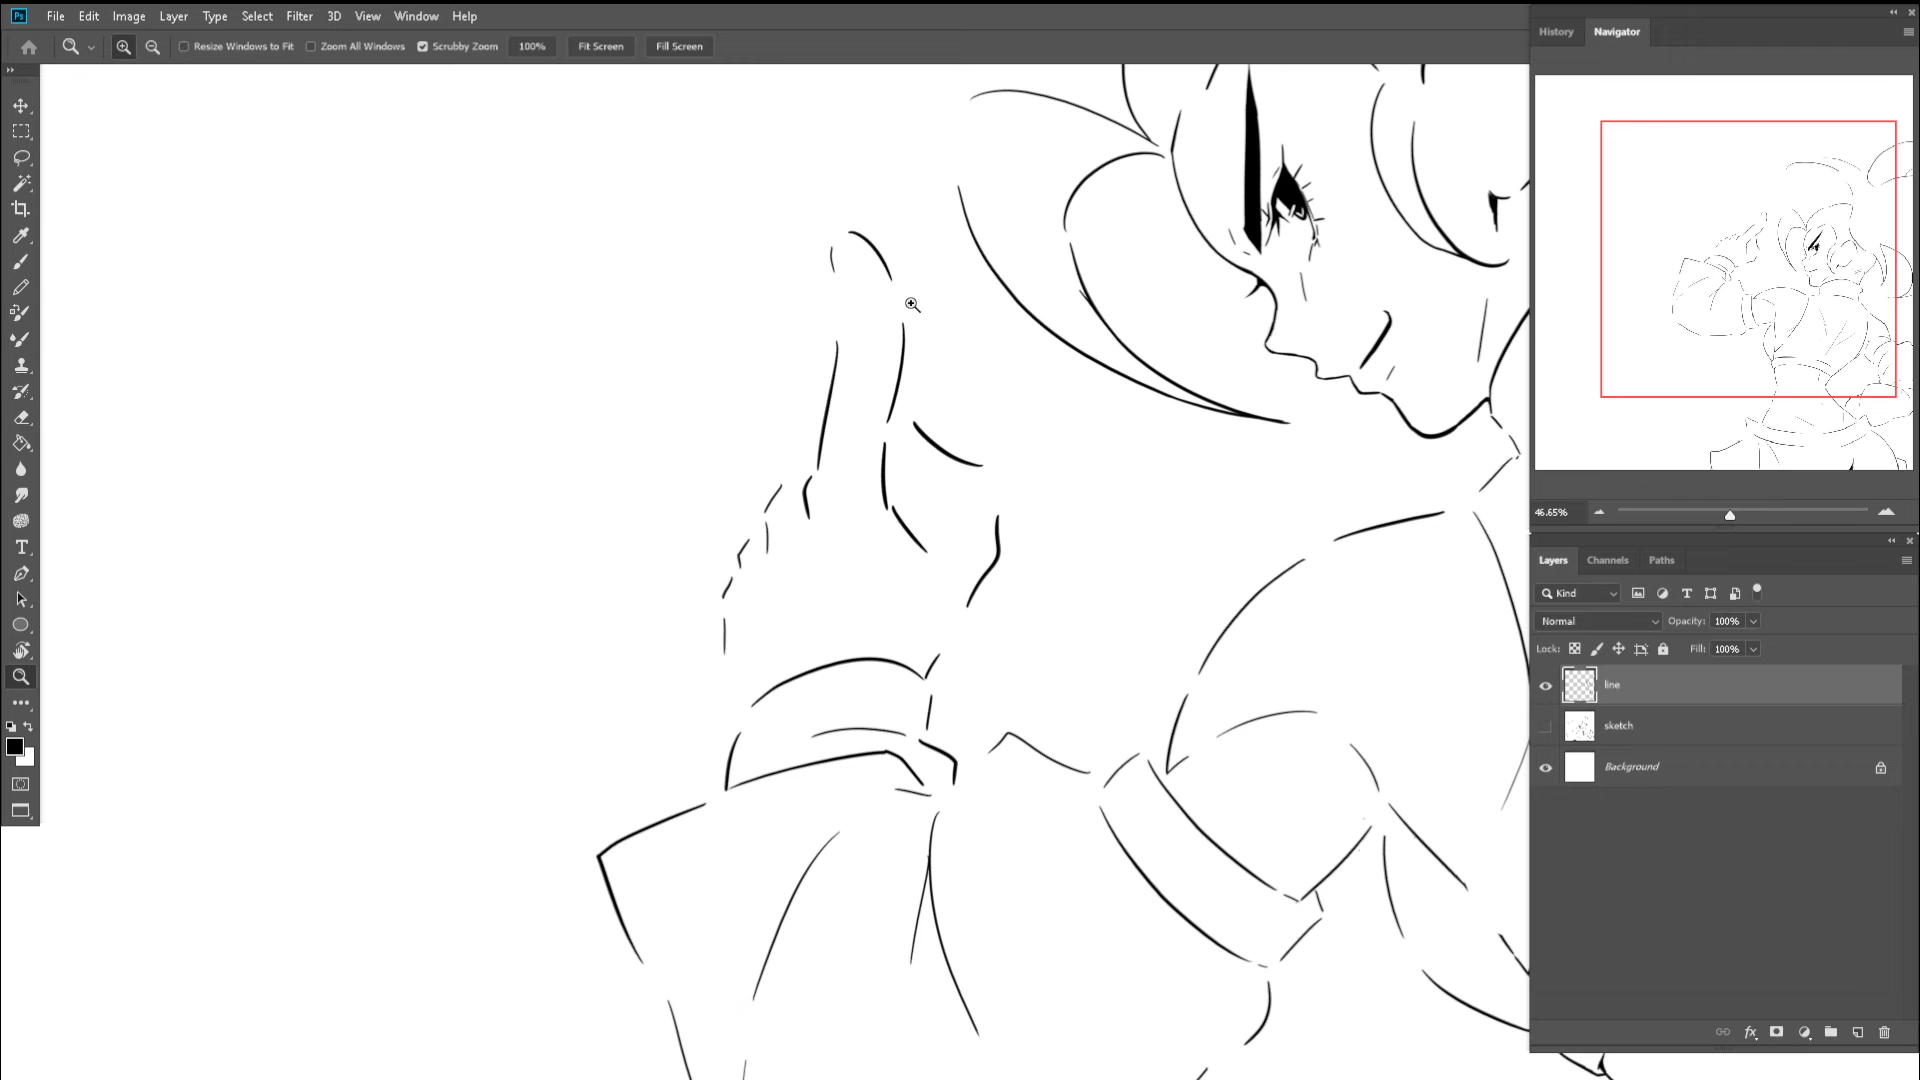 Ps File Edit Image Layer Type Select Filter 3D View Window Help
Resize Windows to Fit Zoom All Windows Scrubby Zoom 100% Fit Screen Fill Screen
History Navigator
46.65%
Layers Channels Paths
Kind
Normal Opacity: 100%
Lock: Fill: 100%
line
sketch
Background